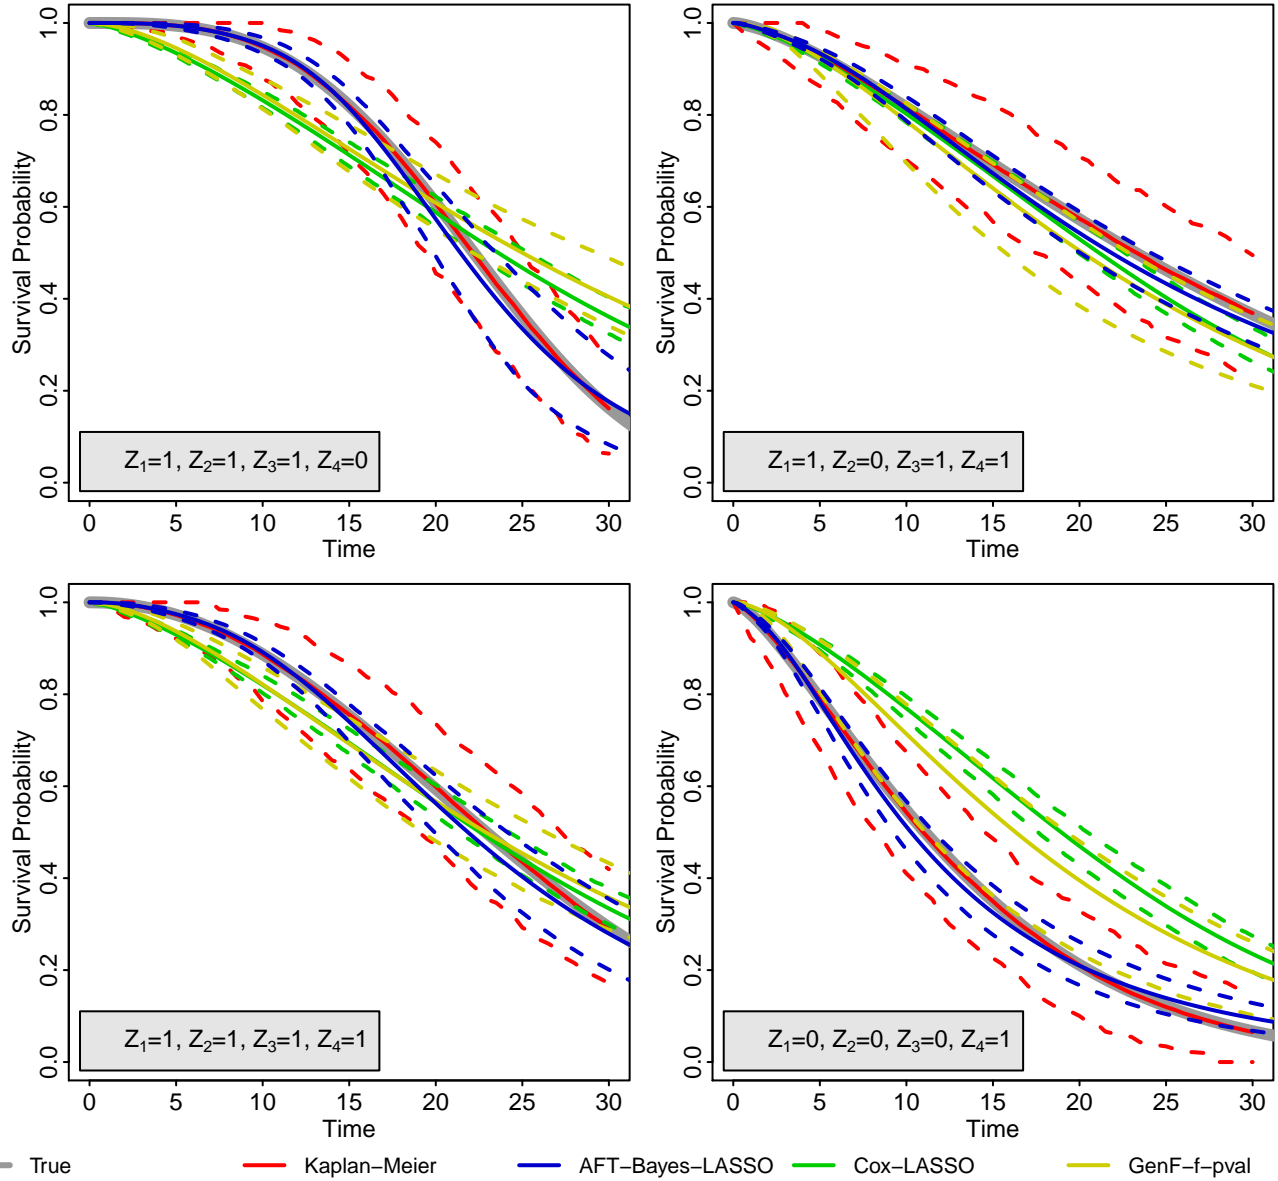 Survival Probability
1.0
0.8
0.6
0.4
0.2
0.0
Z1=1, Z2=1, Z3=1, Z4=0
0 5 10 15 20 25 30
Time
Survival Probability
1.0
0.8
0.6
0.4
0.2
0.0
Z1=1, Z2=0, Z3=1, Z4=1
0 5 10 15 20 25 30
Time
Survival Probability
1.0
0.8
0.6
0.4
0.2
0.0
Z1=1, Z2=1, Z3=1, Z4=1
0 5 10 15 20 25 30
Time
Survival Probability
1.0
0.8
0.6
0.4
0.2
0.0
Z1=0, Z2=0, Z3=0, Z4=1
0 5 10 15 20 25 30
Time
True Kaplan−Meier AFT−Bayes−LASSO Cox−LASSO GenF−f−pval